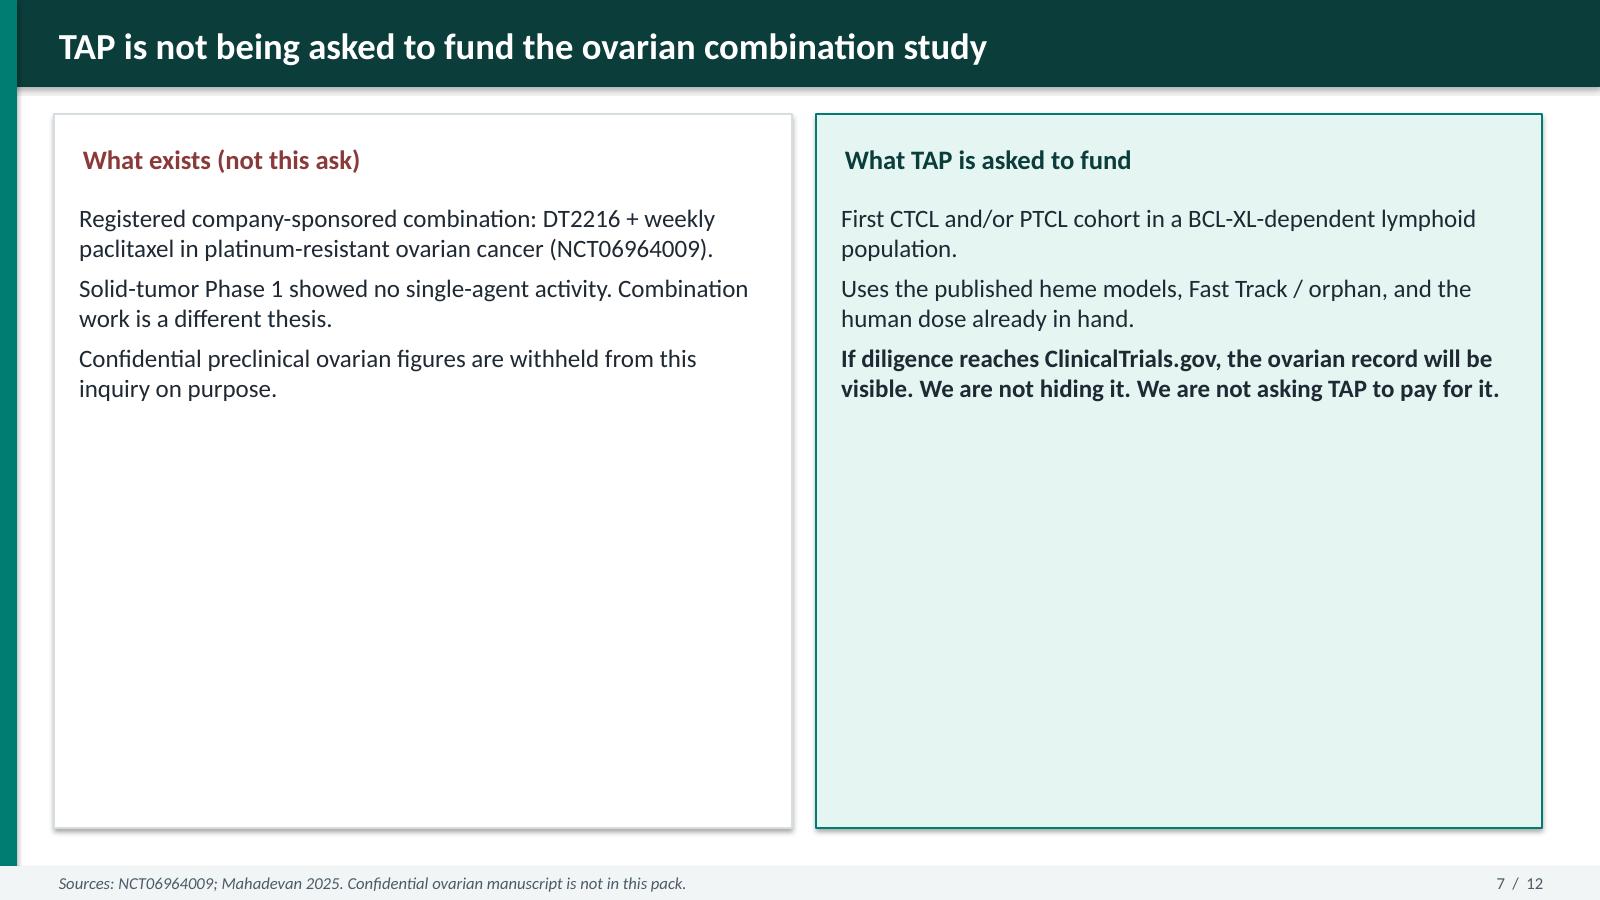 TAP is not being asked to fund the ovarian combination study
What exists (not this ask)
Registered company-sponsored combination: DT2216 + weekly
paclitaxel in platinum-resistant ovarian cancer (NCT06964009).
Solid-tumor Phase 1 showed no single-agent activity. Combination
work is a different thesis.
Confidential preclinical ovarian figures are withheld from this
inquiry on purpose.
What TAP is asked to fund
First CTCL and/or PTCL cohort in a BCL-XL-dependent lymphoid
population.
Uses the published heme models, Fast Track / orphan, and the
human dose already in hand.
If diligence reaches ClinicalTrials.gov, the ovarian record will be
visible. We are not hiding it. We are not asking TAP to pay for it.
Sources: NCT06964009; Mahadevan 2025. Confidential ovarian manuscript is not in this pack.
7 / 12